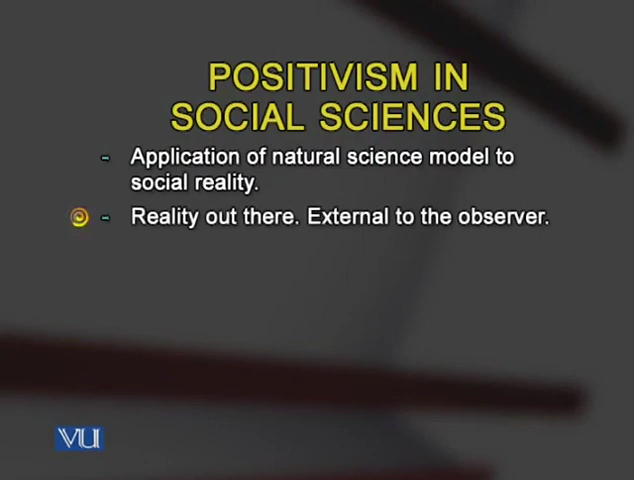 POSITIVISM IN
SOCIAL SCIENCES
- Application of natural science model to
social reality.
- Reality out there. External to the observer.
VU